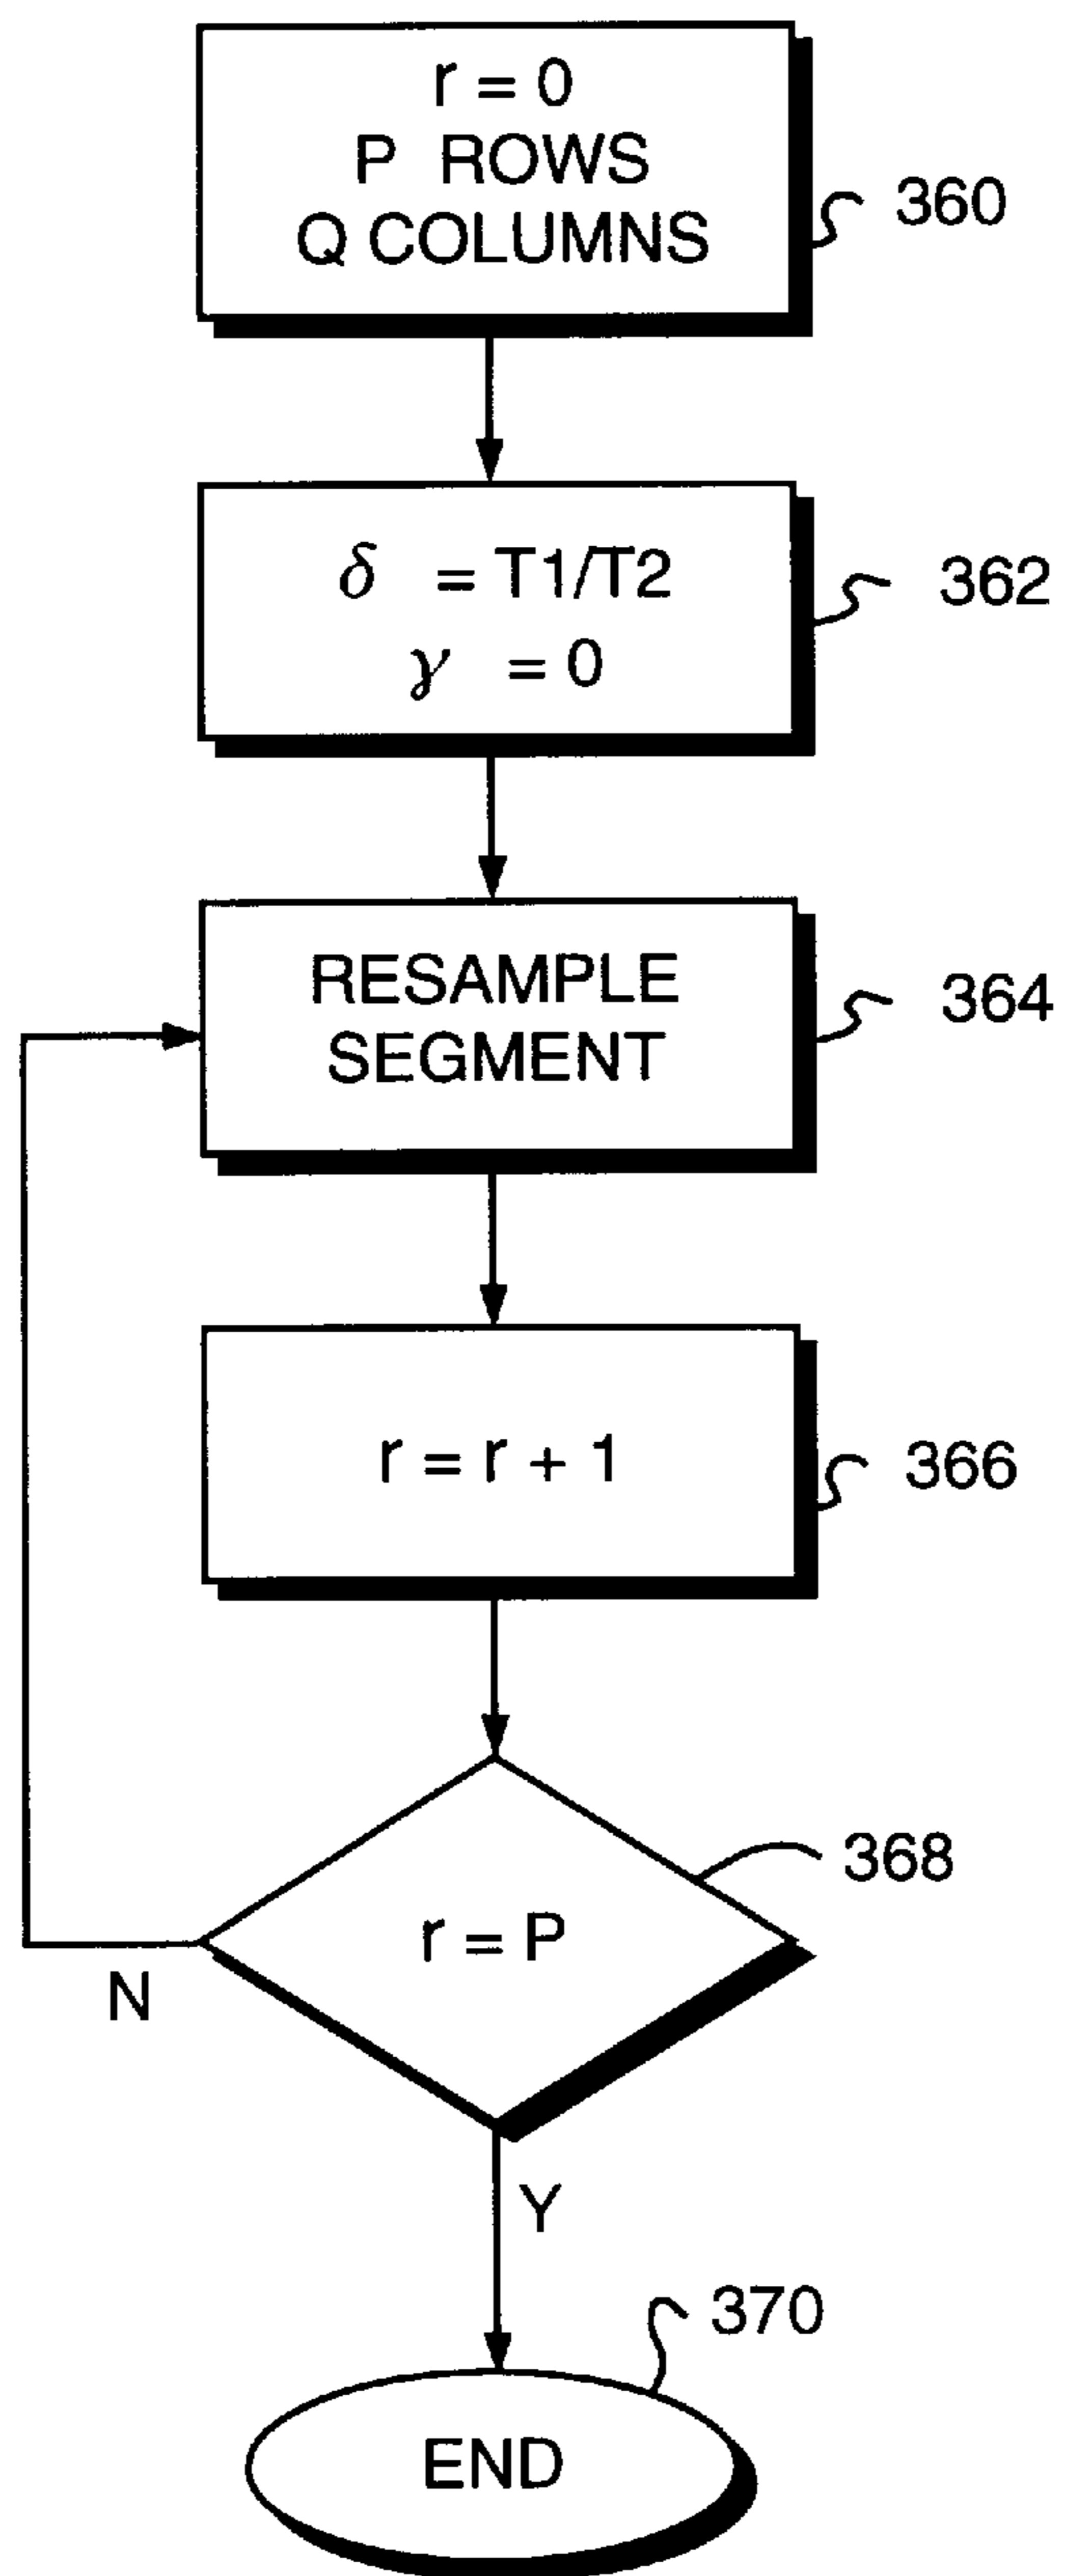 r = 0
P ROWS
Q COLUMNS
360
δ = T1/T2
γ = 0
362
RESAMPLE
SEGMENT
364
r = r + 1
366
368
r = P
N
Y
370
END